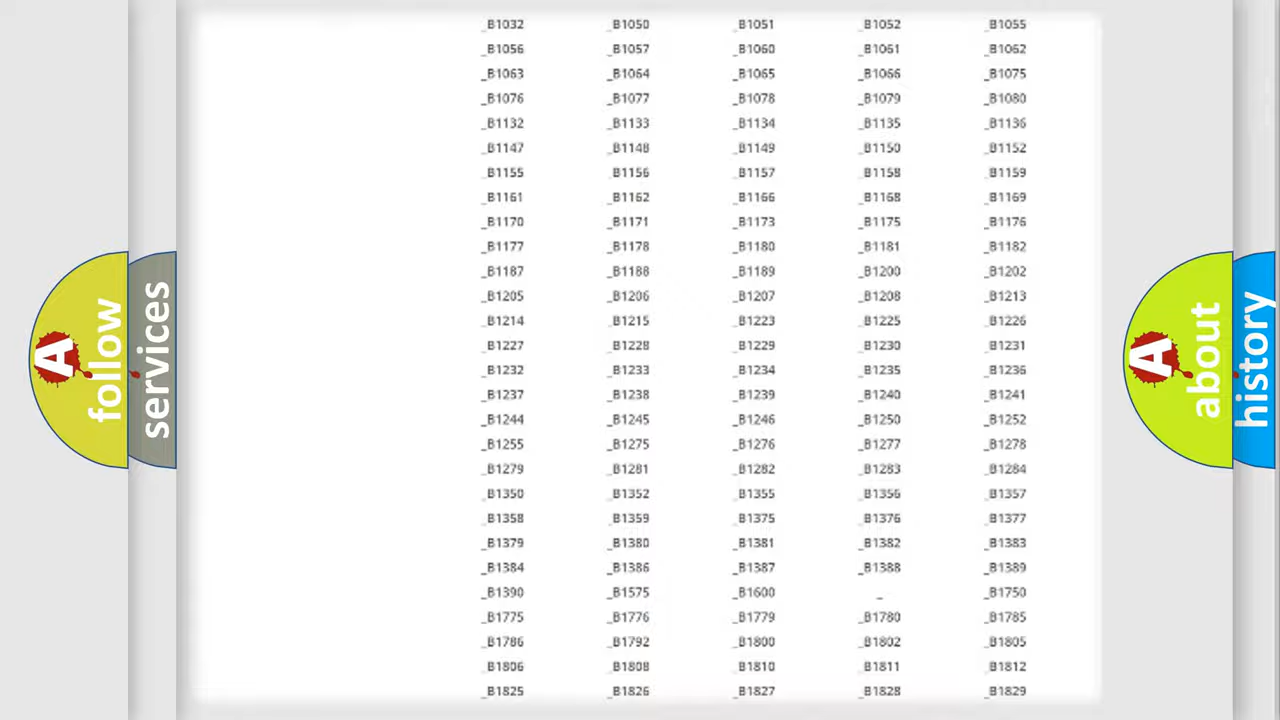 _B1032 _B1050 _B1051 _B1052 _B1055
_B1056 _B1057 _B1060 _B1061 _B1062
_B1063 _B1064 _B1065 _B1066 _B1075
_B1076 _B1077 _B1078 _B1079 _B1080
_B1132 _B1133 _B1134 _B1135 _B1136
_B1147 _B1148 _B1149 _B1150 _B1152
_B1155 _B1156 _B1157 _B1158 _B1159
_B1161 _B1162 _B1166 _B1168 _B1169
_B1170 _B1171 _B1173 _B1175 _B1176
_B1177 _B1178 _B1180 _B1181 _B1182
_B1187 _B1188 _B1189 _B1200 _B1202
_B1205 _B1206 _B1207 _B1208 _B1213
_B1214 _B1215 _B1223 _B1225 _B1226
_B1227 _B1228 _B1229 _B1230 _B1231
_B1232 _B1233 _B1234 _B1235 _B1236
_B1237 _B1238 _B1239 _B1240 _B1241
_B1244 _B1245 _B1246 _B1250 _B1252
_B1255 _B1275 _B1276 _B1277 _B1278
_B1279 _B1281 _B1282 _B1283 _B1284
_B1350 _B1352 _B1355 _B1356 _B1357
_B1358 _B1359 _B1375 _B1376 _B1377
_B1379 _B1380 _B1381 _B1382 _B1383
_B1384 _B1386 _B1387 _B1388 _B1389
_B1390 _B1575 _B1600 _ _B1750
_B1775 _B1776 _B1779 _B1780 _B1785
_B1786 _B1792 _B1800 _B1802 _B1805
_B1806 _B1808 _B1810 _B1811 _B1812
_B1825 _B1826 _B1827 _B1828 _B1829
A
follow
services
A
about
history